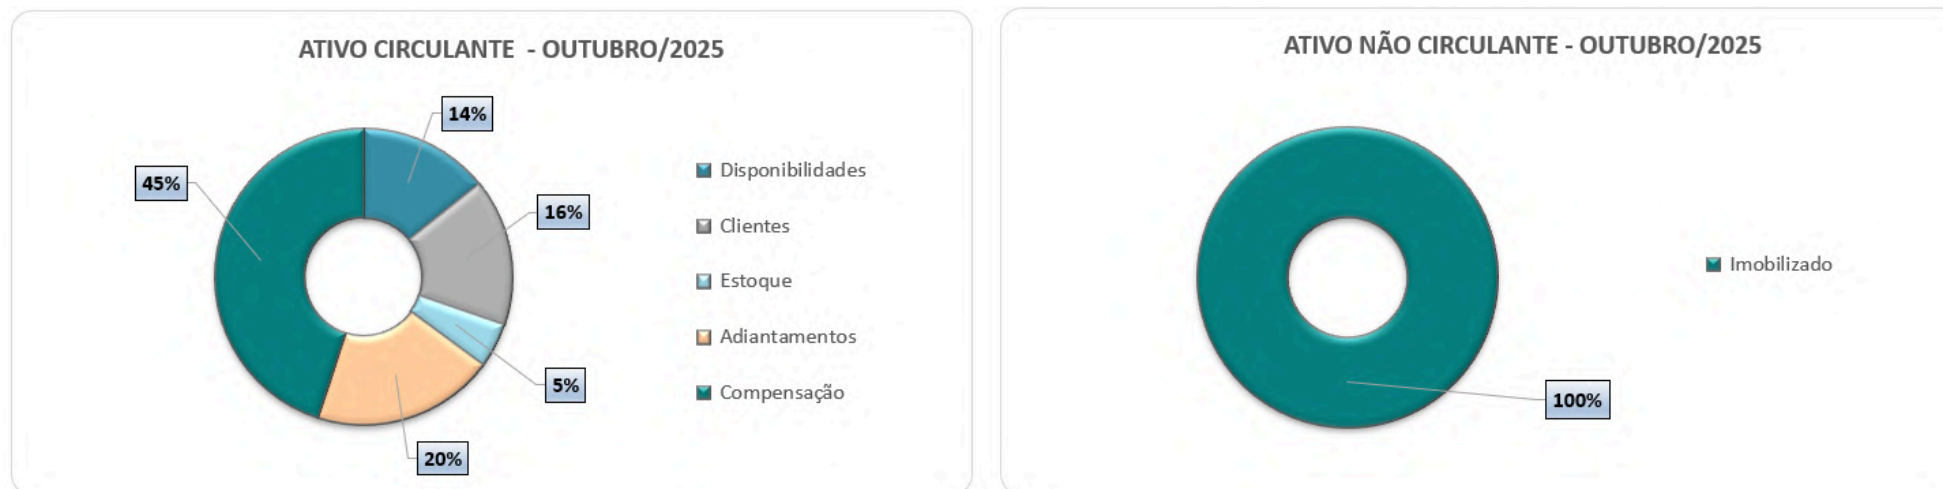 ATIVO CIRCULANTE - OUTUBRO/2025
14%
45%
16%
5%
20%
Disponibilidades
Clientes
Estoque
Adiantamentos
Compensação
ATIVO NÃO CIRCULANTE - OUTUBRO/2025
Imobilizado
100%